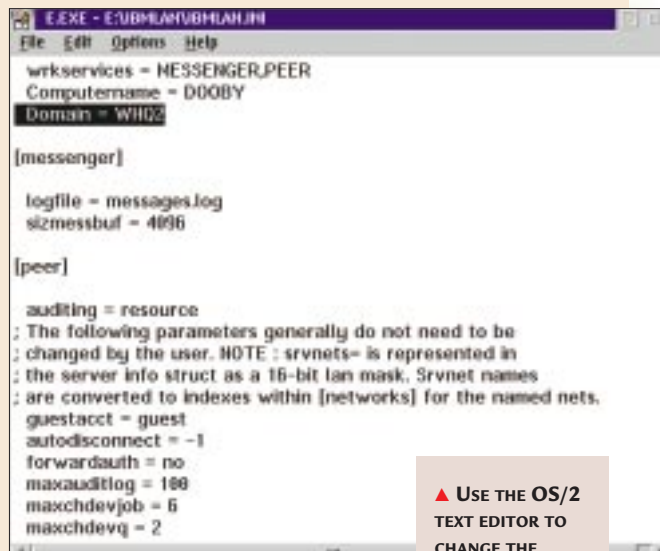 E.EXE - E:\IBMLAN\IBMLAN.INI
File Edit Options Help
wrkservices = MESSENGER,PEER
Computername = DOOBY
Domain = WHQ2
[messenger]
logfile = messages.log
sizmessbuf = 4096
[peer]
auditing = resource
; The following parameters generally do not need to be
; changed by the user. NOTE : srvnets= is represented in
; the server info struct as a 16-bit lan mask. Srvnet names
; are converted to indexes within [networks] for the named nets.
guestacct = guest
autodisconnect = -1
forwardauth = no
maxauditlog = 100
maxchdevjob = 6
maxchdevq = 2
▲ USE THE OS/2
TEXT EDITOR TO
CHANGE THE